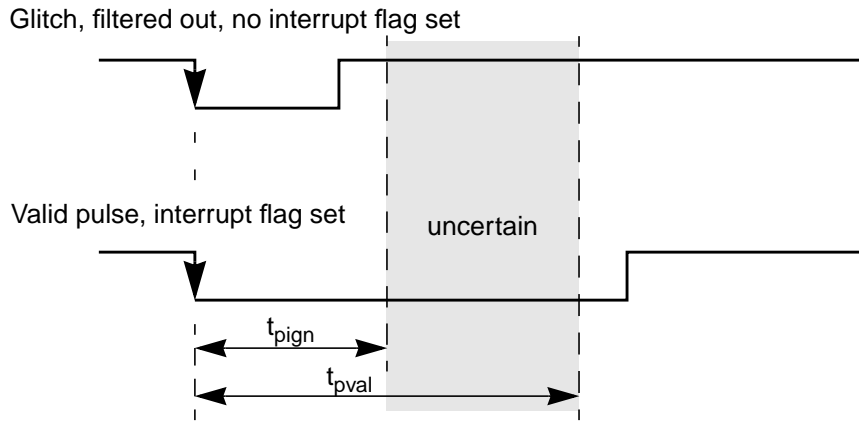 Glitch, filtered out, no interrupt flag set
Valid pulse, interrupt flag set
uncertain
tpign
tpval